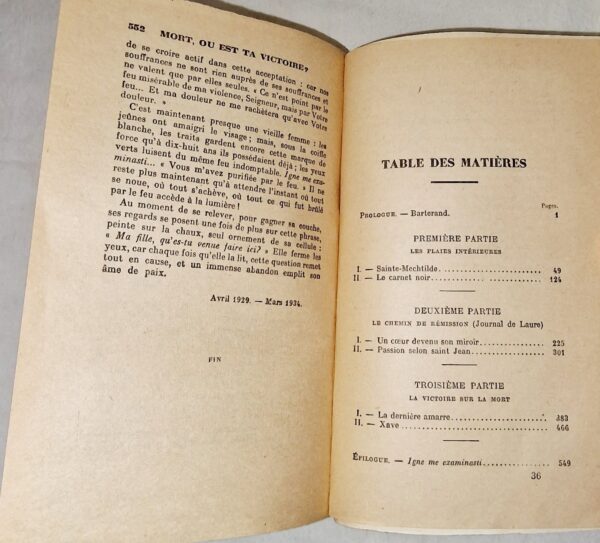 552 MORT, OU EST TA VICTOIRE?
de se croire actif dans cette acceptation : car nos
souffrances ne sont rien auprès de ses souffrances et
ne valent que par elles seules. « Ce n'est point par le
feu misérable de ma violence, Seigneur, mais par Votre
feu... Et ma douleur ne me rachètera qu'avec Votre
douleur. »
C'est maintenant presque une vieille femme : les
jeûnes ont amaigri le visage; mais, sous la coiffe
blanche, les traits gardent encore cette marque de
force qu'à dix-huit ans ils possédaient déjà; les yeux
verts luisent du même feu indomptable. Igne me exa-
minasti... « Vous m'avez purifiée par le feu. » Il ne
reste plus maintenant qu'à attendre l'instant où tout
se noue, où tout s'achève, où tout ce qui fut brûlé
par le feu accède à la lumière!
Au moment de se relever, pour gagner sa couche,
ses regards se posent une fois de plus sur cette phrase,
peinte sur la chaux, seul ornement de sa cellule :
« Ma fille, qu'es-tu venue faire ici? » Elle ferme les
yeux, car chaque fois qu'elle la lit, cette question remet
tout en cause, et un immense abandon emplit son
âme de paix.
Avril 1929. — Mars 1934.
FIN
TABLE DES MATIÈRES
Pages.
PROLOGUE. — Barterand. 1
PREMIÈRE PARTIE
LES PLAIES INTÉRIEURES
I. — Sainte-Mechtilde........................ 49
II. — Le carnet noir......................... 124
DEUXIÈME PARTIE
LE CHEMIN DE RÉMISSION (Journal de Laure)
I. — Un cœur devenu son miroir............... 225
II. — Passion selon saint Jean............... 301
TROISIÈME PARTIE
LA VICTOIRE SUR LA MORT
I. — La dernière amarre...................... 383
II. — Xave................................... 466
ÉPILOGUE. — Igne me examinasti.............. 549
36